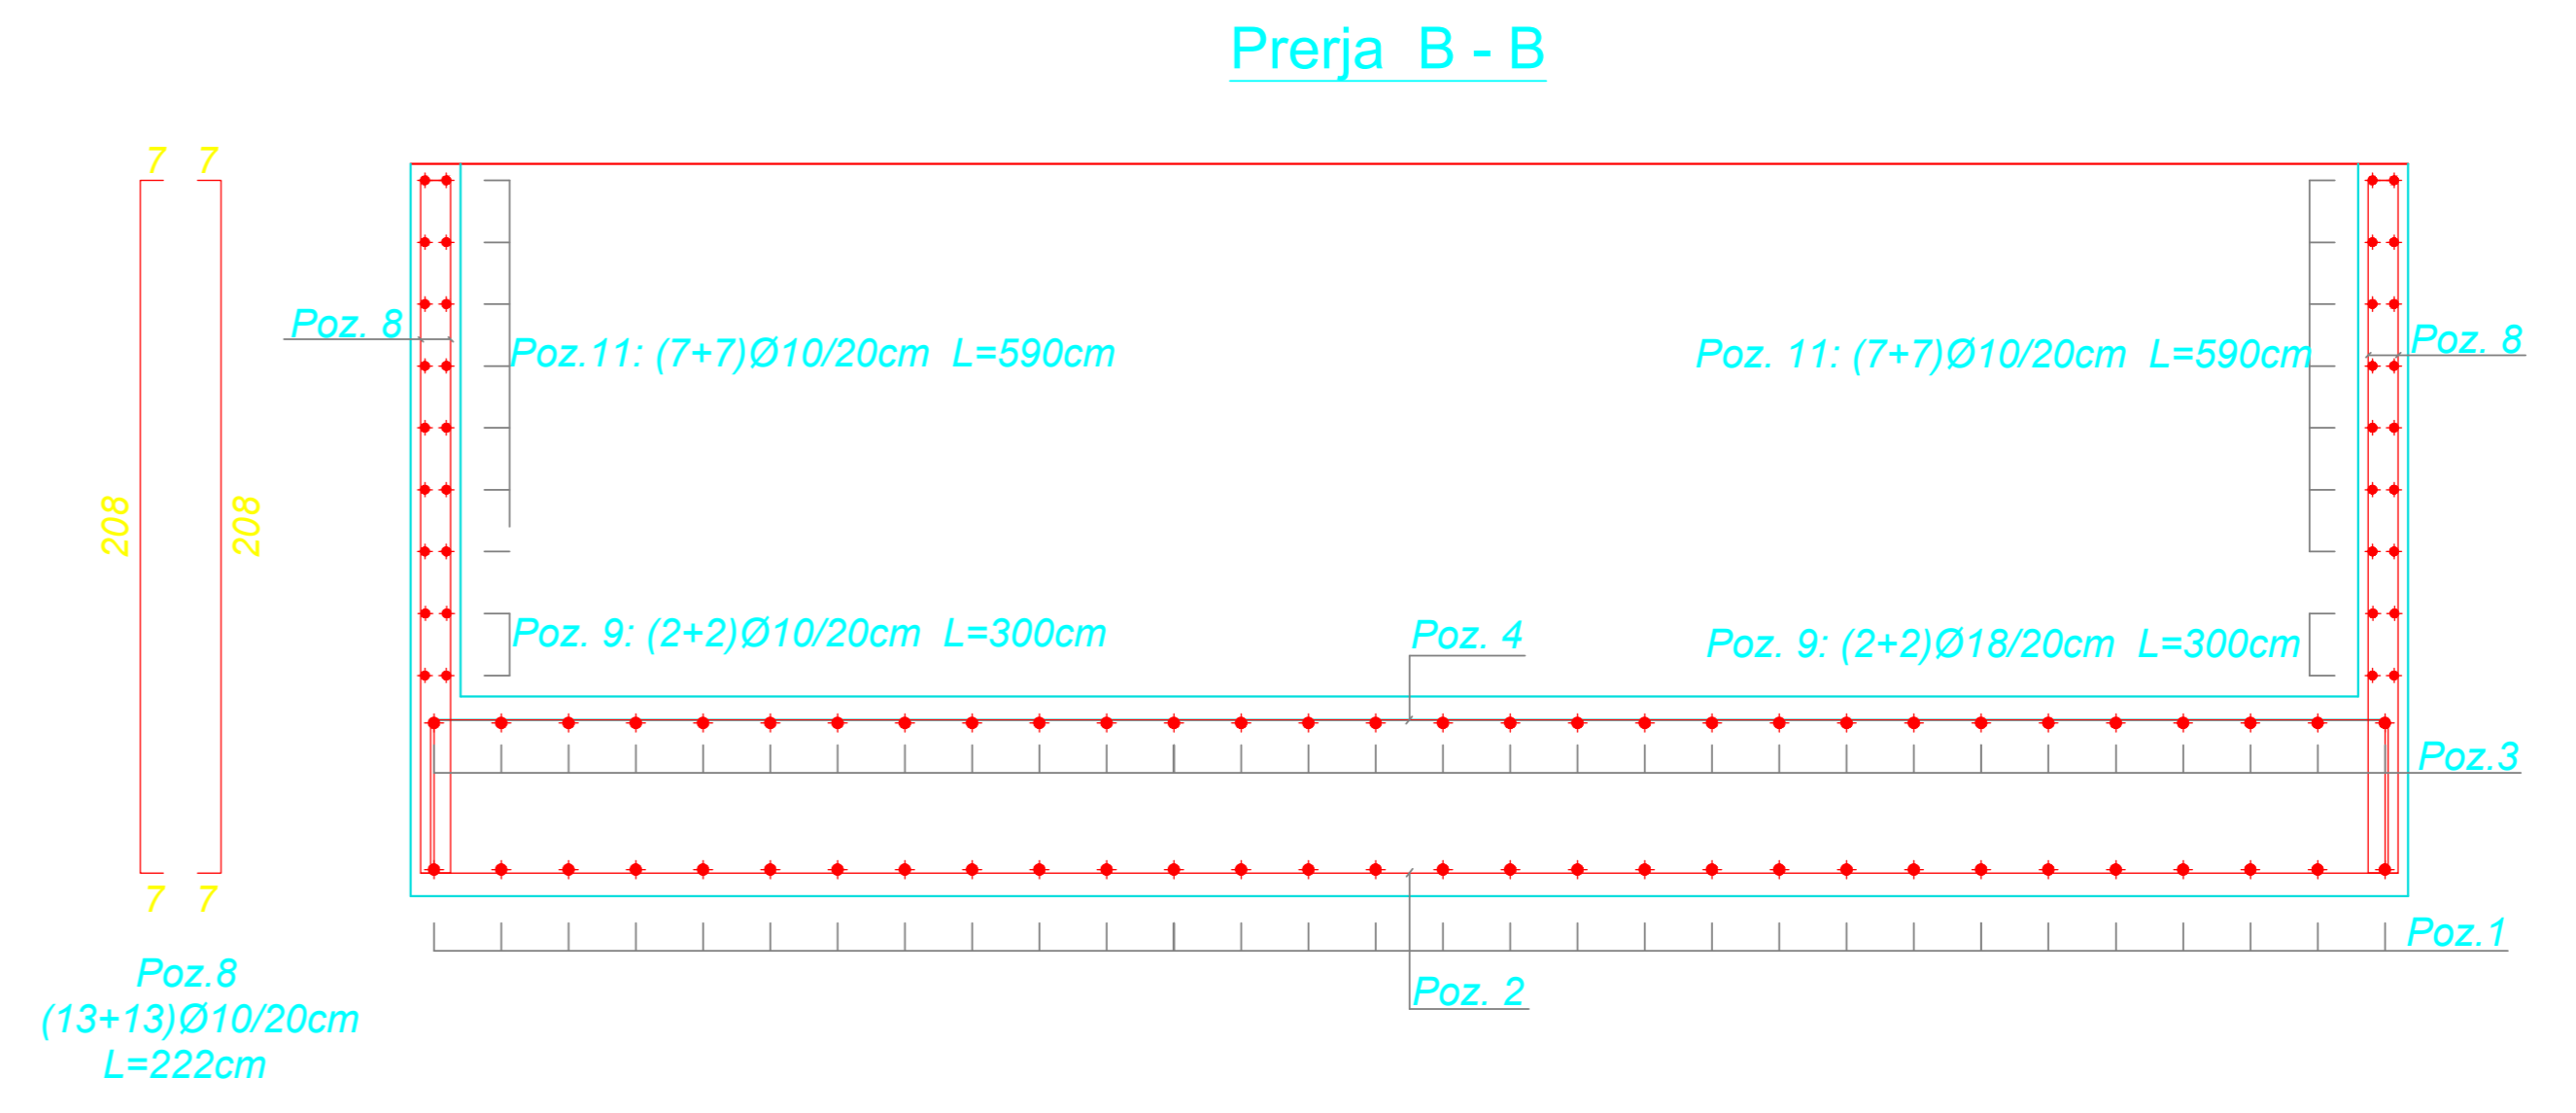 Prerja B - B
7 7
Poz. 8
Poz.11: (7+7)Ø10/20cm L=590cm
Poz. 11: (7+7)Ø10/20cm L=590cm
Poz. 8
208
208
Poz. 9: (2+2)Ø10/20cm L=300cm
Poz. 4
Poz. 9: (2+2)Ø18/20cm L=300cm
Poz.3
7 7
Poz.1
Poz. 2
Poz.8
(13+13)Ø10/20cm
L=222cm